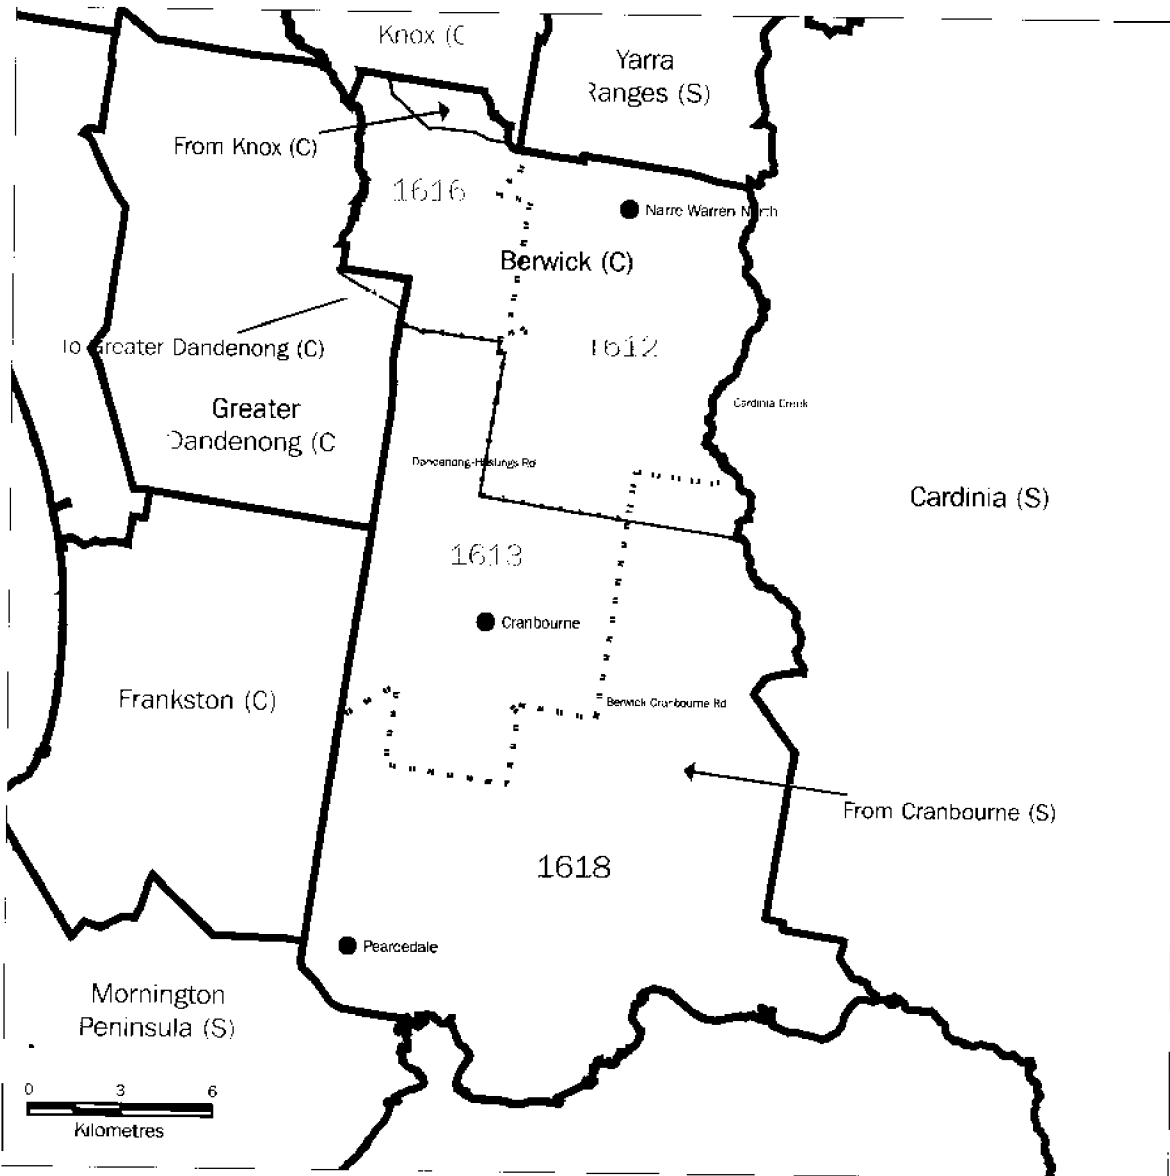 Knox (C
Yarra
Ranges (S)
From Knox (C)
1616
Narre Warren North
Berwick (C)
To Greater Dandenong (C)
1612
Cardinia Creek
Greater
Dandenong (C
Dandenong-Hastings Rd
Cardinia (S)
1613
Cranbourne
Frankston (C)
Berwick Cranbourne Rd
From Cranbourne (S)
1618
Pearcedale
Mornington
Peninsula (S)
0 3 6
Kilometres